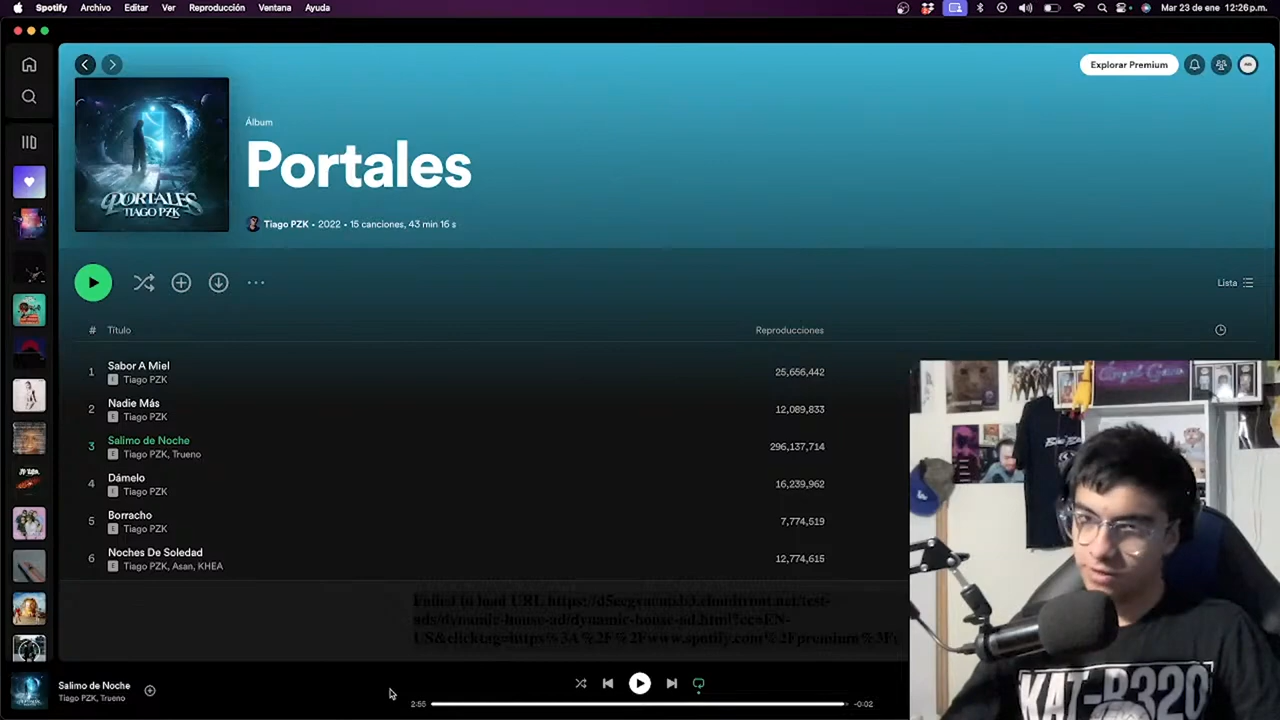 Spotify Archivo Editar Ver Reproducción Ventana Ayuda
Mar 23 de ene 12:26 p.m.
Explorar Premium
PORTALES
TIAGO PZK
Álbum
Portales
Tiago PZK • 2022 • 15 canciones, 43 min 16 s
Lista
# Título Reproducciones
1 Sabor A Miel 25,656,442
E Tiago PZK
2 Nadie Más 12,089,833
E Tiago PZK
3 Salimo de Noche 296,137,714
E Tiago PZK, Trueno
4 Dámelo 16,239,962
E Tiago PZK
5 Borracho 7,774,519
E Tiago PZK
6 Noches De Soledad 12,774,615
E Tiago PZK, Asan, KHEA
Failed to load URL
Salimo de Noche
Tiago PZK, Trueno
2:55 -0:02
KAT-B320